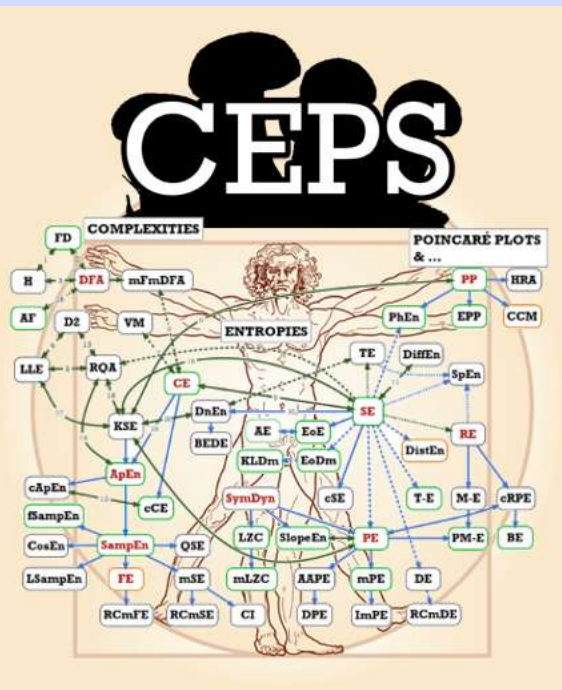 CEPS
COMPLEXITIES
POINCARÉ PLOTS
& ...
FD
H
DFA
mFmDFA
PP
HRA
AF
D2
VM
PhEn
EPP
CCM
ENTROPIES
LLE
RQA
TE
DiffEn
SpEn
CE
KSE
DnEn
SE
BEDE
AE
EoE
RE
DistEn
KLDm
EoDm
ApEn
cApEn
cCE
SymDyn
cSE
T-E
M-E
cRPE
fSampEn
CosEn
SampEn
QSE
LZC
SlopeEn
PE
PM-E
BE
LSampEn
FE
mSE
mLZC
AAPE
mPE
DE
RCmFE
RCmSE
CI
DPE
ImPE
RCmDE